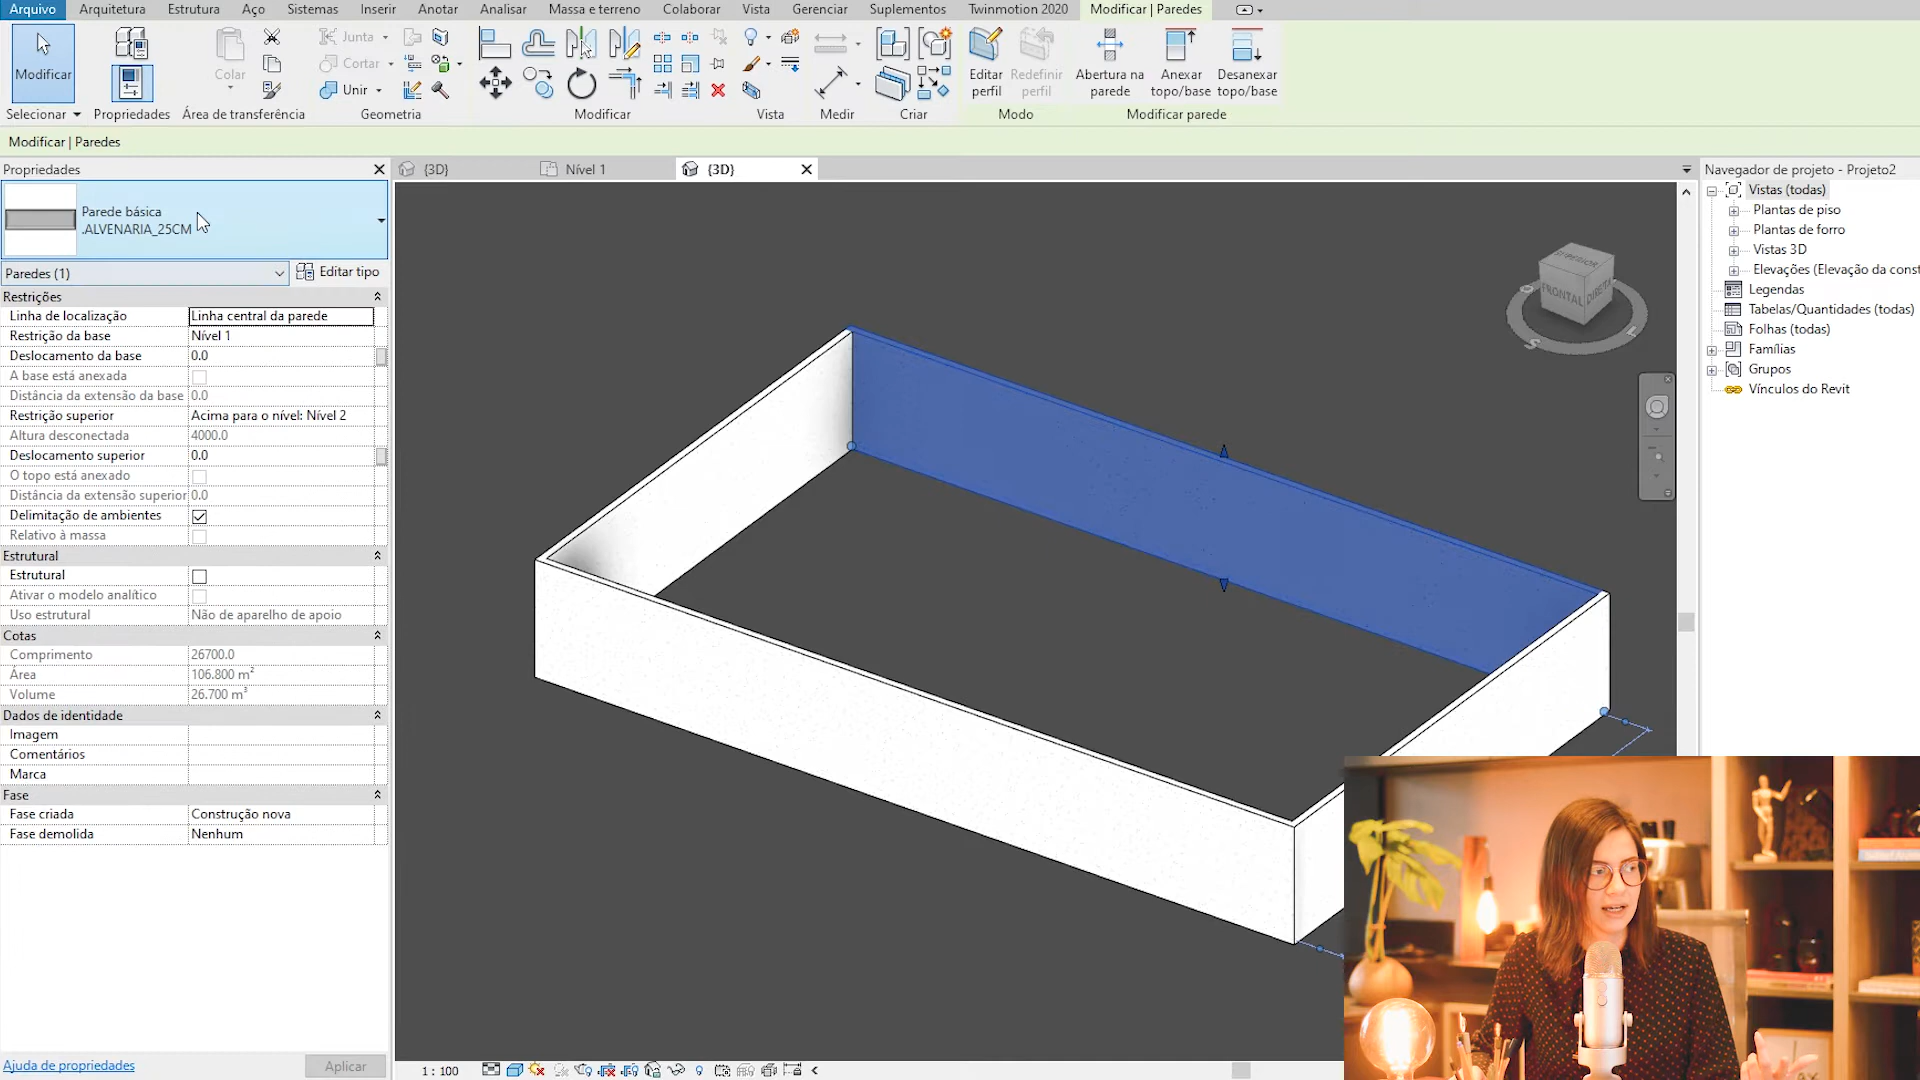 Arquivo Arquitetura Estrutura Aço Sistemas Inserir Anotar Analisar Massa e terreno Colaborar Vista Gerenciar Suplementos Twinmotion 2020 Modificar | Paredes
Modificar
Colar
Junta
Cortar
Unir
Editar perfil
Redefinir perfil
Abertura na parede
Anexar topo/base
Desanexar topo/base
Selecionar Propriedades Área de transferência Geometria Modificar Vista Medir Criar Modo Modificar parede
Modificar | Paredes
Propriedades
{3D} Nível 1 {3D}
Navegador de projeto - Projeto2
Parede básica
.ALVENARIA_25CM
Paredes (1) Editar tipo
Restrições
Linha de localização Linha central da parede
Restrição da base Nível 1
Deslocamento da base 0.0
A base está anexada
Distância da extensão da base 0.0
Restrição superior Acima para o nível: Nível 2
Altura desconectada 4000.0
Deslocamento superior 0.0
O topo está anexado
Distância da extensão superior 0.0
Delimitação de ambientes
Relativo à massa
Estrutural
Estrutural
Ativar o modelo analítico
Uso estrutural Não de aparelho de apoio
Cotas
Comprimento 26700.0
Área 106.800 m²
Volume 26.700 m³
Dados de identidade
Imagem
Comentários
Marca
Fase
Fase criada Construção nova
Fase demolida Nenhum
Ajuda de propriedades Aplicar
SUPERIOR
FRONTAL DIREITA
S L
Vistas (todas)
Plantas de piso
Plantas de forro
Vistas 3D
Elevações (Elevação da const
Legendas
Tabelas/Quantidades (todas)
Folhas (todas)
Famílias
Grupos
Vínculos do Revit
1 : 100